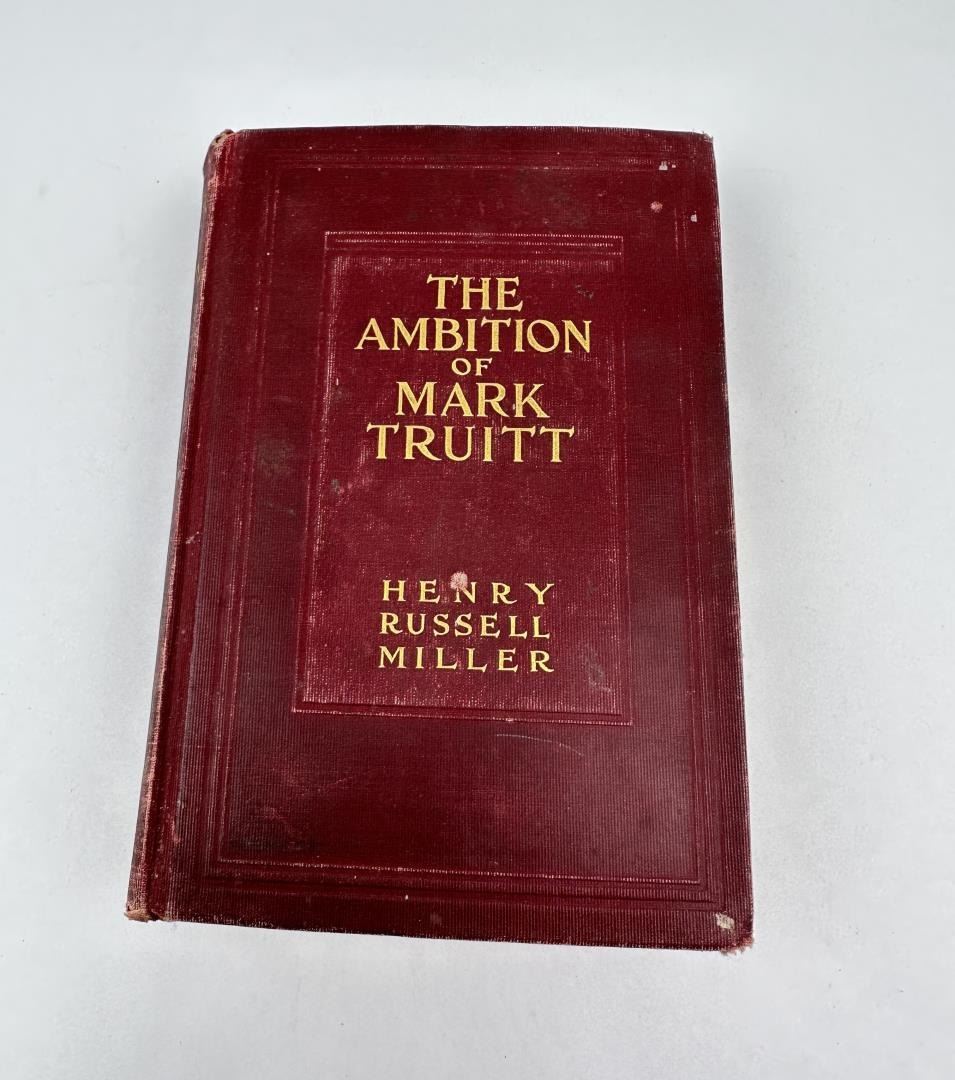 THE
AMBITION
OF
MARK
TRUITT
HENRY
RUSSELL
MILLER